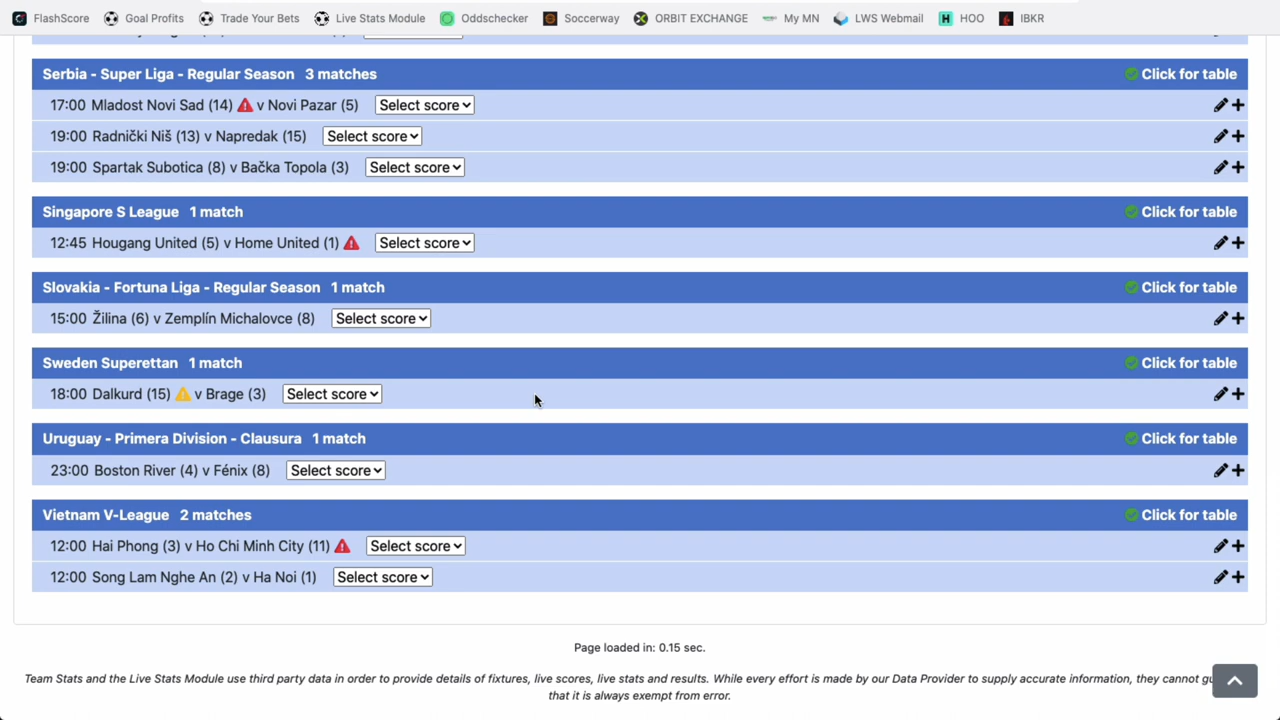 FlashScore Goal Profits Trade Your Bets Live Stats Module Oddschecker Soccerway ORBIT EXCHANGE My MN LWS Webmail HOO IBKR
Serbia - Super Liga - Regular Season 3 matches Click for table
17:00 Mladost Novi Sad (14) v Novi Pazar (5) Select score
19:00 Radnički Niš (13) v Napredak (15) Select score
19:00 Spartak Subotica (8) v Bačka Topola (3) Select score
Singapore S League 1 match Click for table
12:45 Hougang United (5) v Home United (1) Select score
Slovakia - Fortuna Liga - Regular Season 1 match Click for table
15:00 Žilina (6) v Zemplín Michalovce (8) Select score
Sweden Superettan 1 match Click for table
18:00 Dalkurd (15) v Brage (3) Select score
Uruguay - Primera Division - Clausura 1 match Click for table
23:00 Boston River (4) v Fénix (8) Select score
Vietnam V-League 2 matches Click for table
12:00 Hai Phong (3) v Ho Chi Minh City (11) Select score
12:00 Song Lam Nghe An (2) v Ha Noi (1) Select score
Page loaded in: 0.15 sec.
Team Stats and the Live Stats Module use third party data in order to provide details of fixtures, live scores, live stats and results. While every effort is made by our Data Provider to supply accurate information, they cannot
that it is always exempt from error.